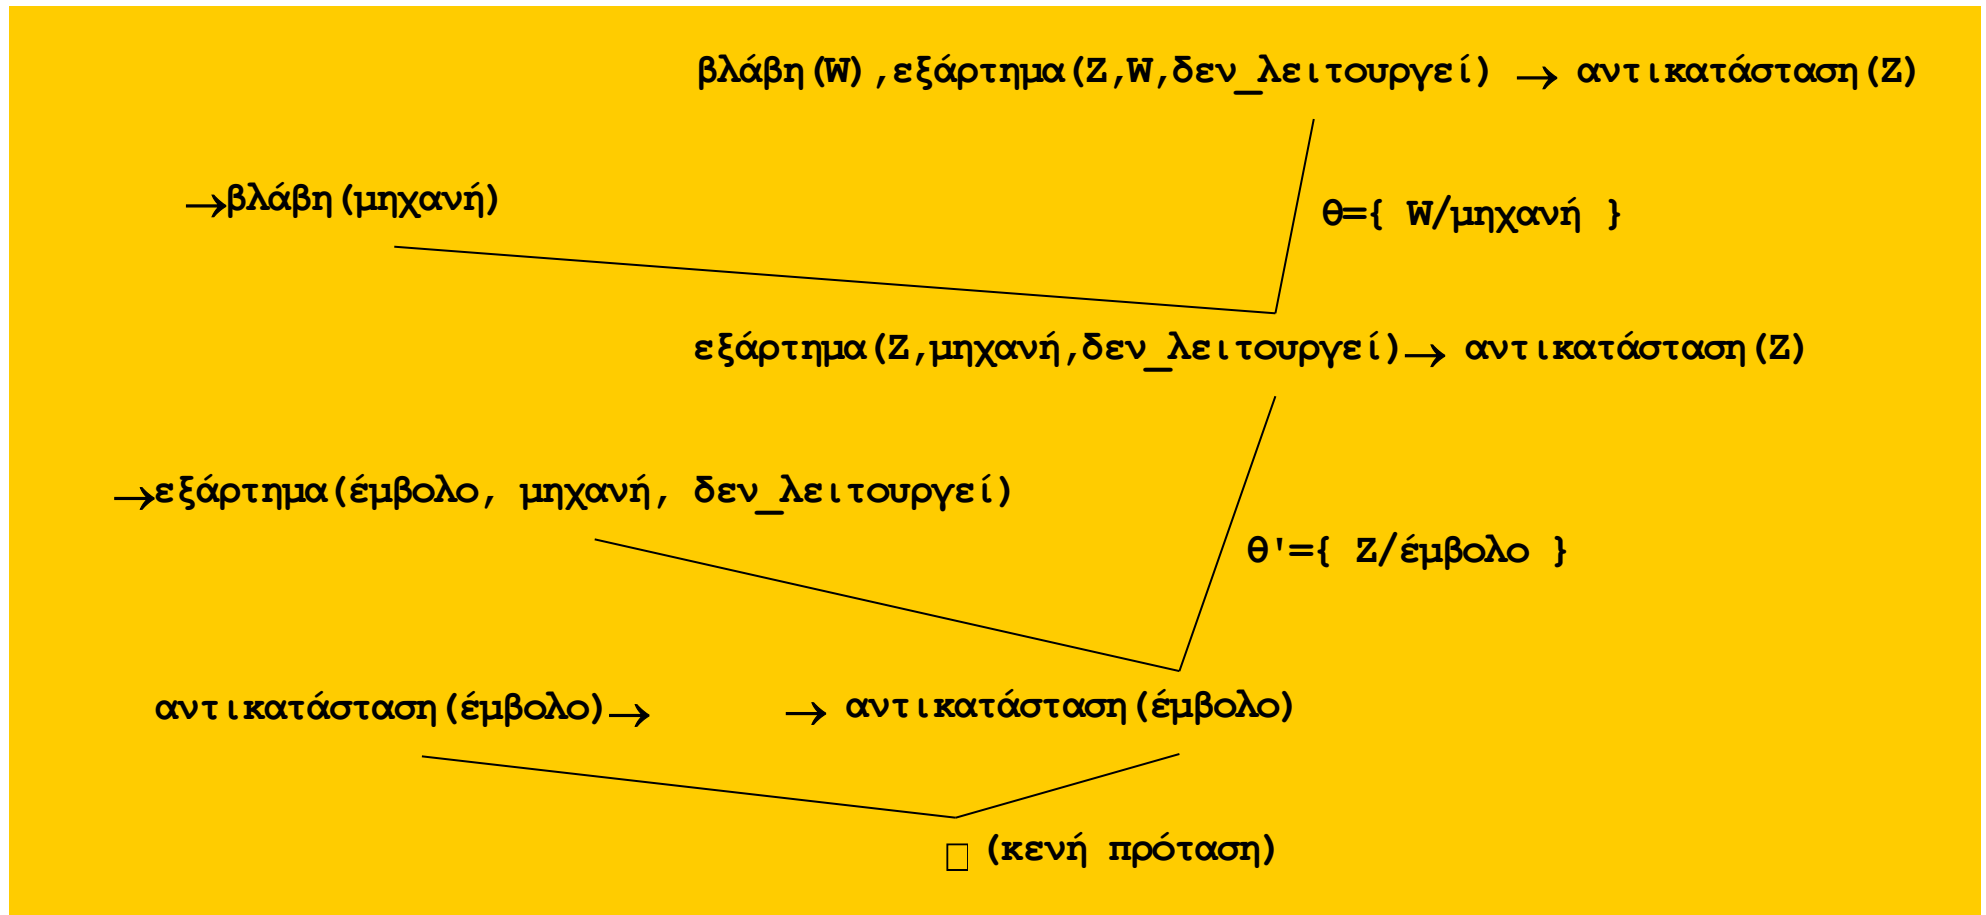 βλάβη(W),εξάρτημα(Z,W,δεν_λειτουργεί) → αντικατάσταση(Z)
→βλάβη(μηχανή)
θ={ W/μηχανή }
εξάρτημα(Z,μηχανή,δεν_λειτουργεί)→ αντικατάσταση(Z)
→εξάρτημα(έμβολο, μηχανή, δεν_λειτουργεί)
θ'={ Z/έμβολο }
αντικατάσταση(έμβολο)→ → αντικατάσταση(έμβολο)
□ (κενή πρόταση)